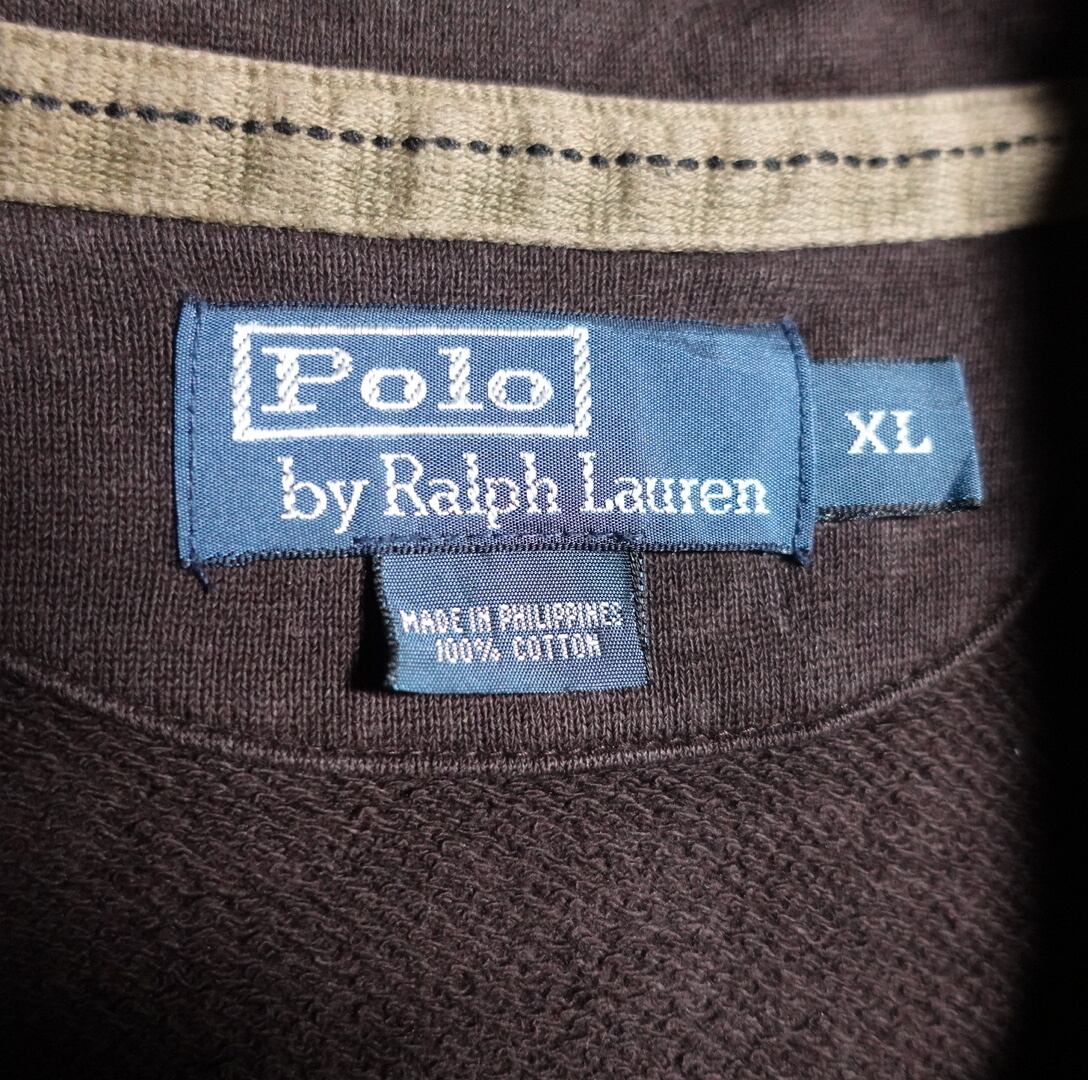 Polo
by Ralph Lauren
XL
MADE IN PHILIPPINES
100% COTTON